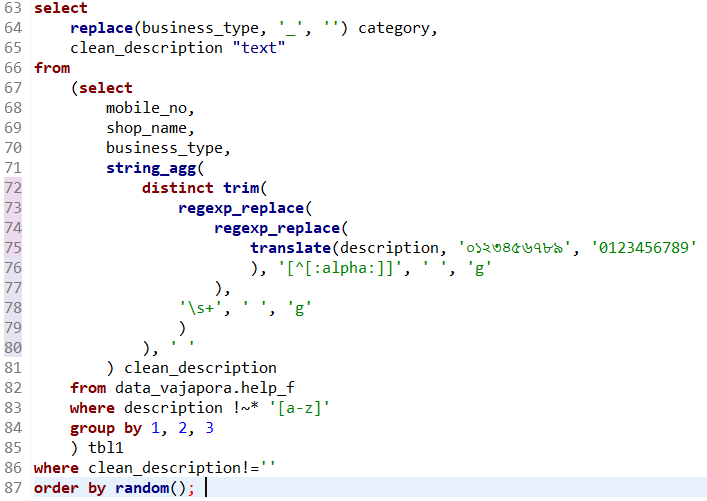 63 select
64     replace(business_type, '_', '') category,
65     clean_description "text"
66 from
67     (select
68         mobile_no,
69         shop_name,
70         business_type,
71         string_agg(
72             distinct trim(
73                 regexp_replace(
74                     regexp_replace(
75                         translate(description, '০১২৩৪৫৬৭৮৯', '0123456789'
76                         ), '[^[:alpha:]]', ' ', 'g'
77                     ),
78                 '\s+', ' ', 'g'
79                 )
80             ), ' '
81         ) clean_description
82     from data_vajapora.help_f
83     where description !~* '[a-z]'
84     group by 1, 2, 3
85     ) tbl1
86 where clean_description!=''
87 order by random();